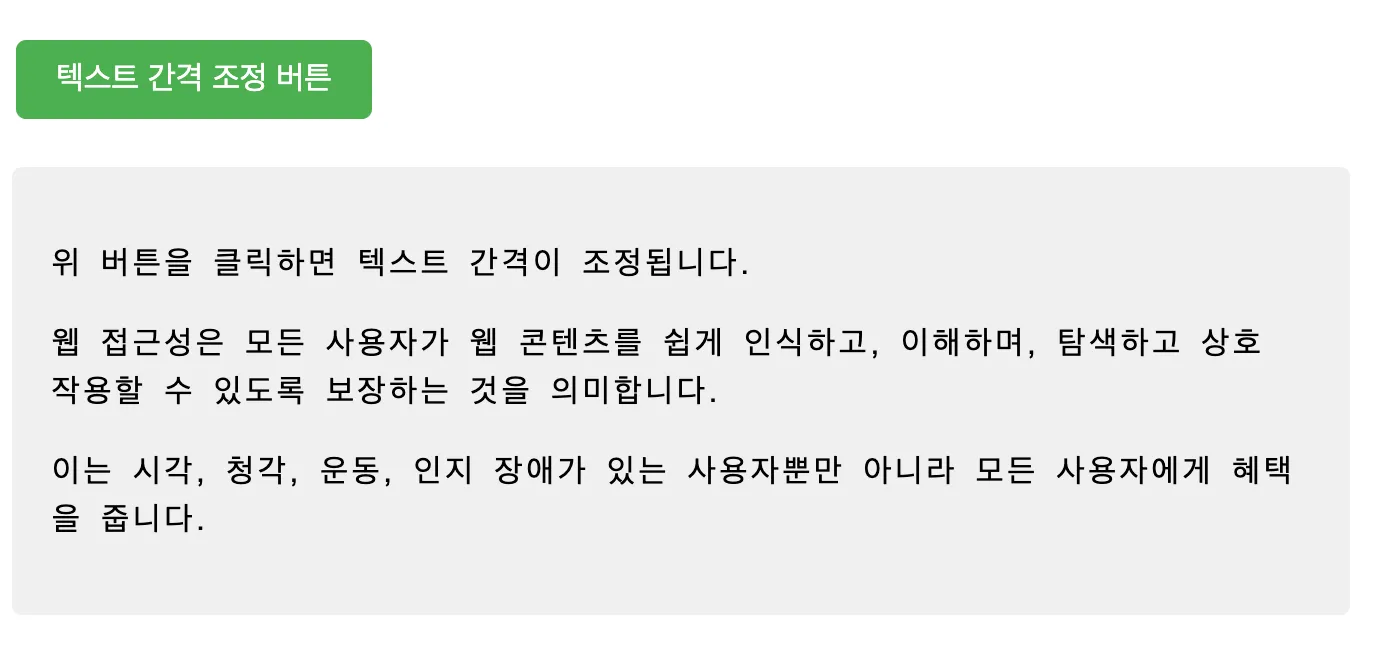 텍스트 간격 조정 버튼
위 버튼을 클릭하면 텍스트 간격이 조정됩니다.
웹 접근성은 모든 사용자가 웹 콘텐츠를 쉽게 인식하고, 이해하며, 탐색하고 상호
작용할 수 있도록 보장하는 것을 의미합니다.
이는 시각, 청각, 운동, 인지 장애가 있는 사용자뿐만 아니라 모든 사용자에게 혜택
을 줍니다.